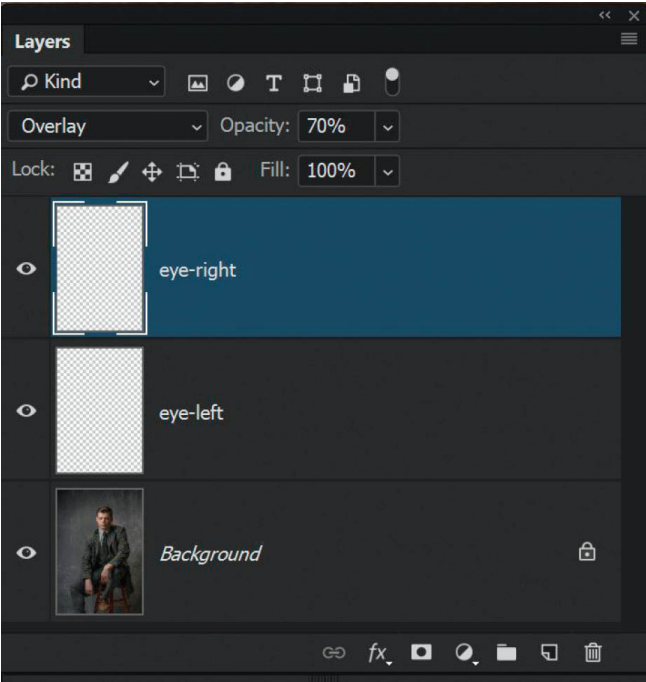 Layers
Kind
Overlay Opacity: 70%
Lock: Fill: 100%
eye-right
eye-left
Background
fx